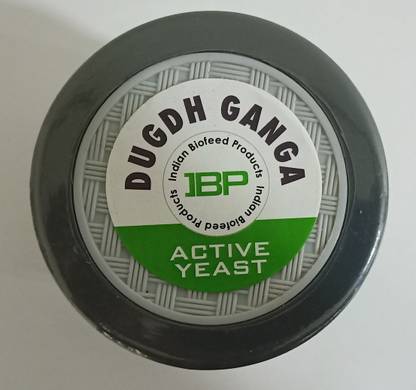 DUGDH GANGA
Indian Biofeed Products
Indian Biofeed Products
IBP
ACTIVE
YEAST